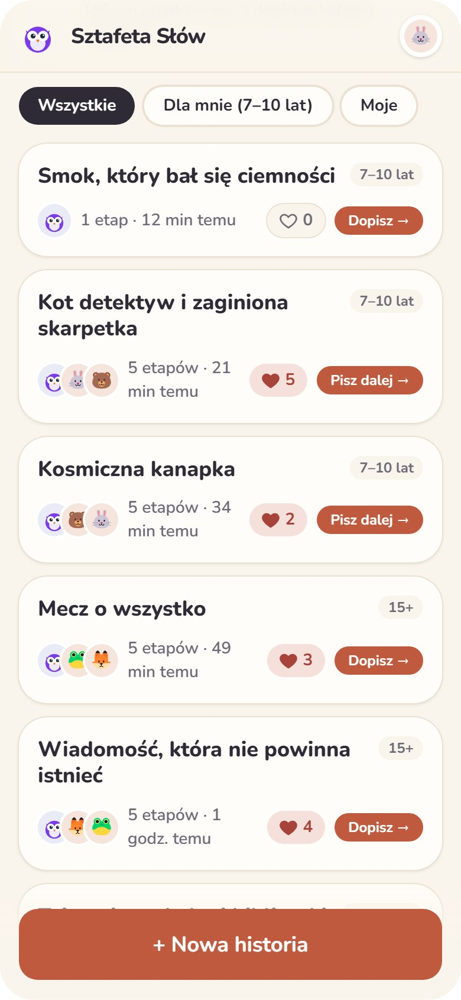 Sztafeta Słów
Wszystkie
Dla mnie (7–10 lat)
Moje
Smok, który bał się ciemności
7–10 lat
1 etap · 12 min temu
0
Dopisz →
Kot detektyw i zaginiona
skarpetka
7–10 lat
5 etapów · 21
min temu
5
Pisz dalej →
Kosmiczna kanapka
7–10 lat
5 etapów · 34
min temu
2
Pisz dalej →
Mecz o wszystko
15+
5 etapów · 49
min temu
3
Dopisz →
Wiadomość, która nie powinna
istnieć
15+
5 etapów · 1
godz. temu
4
Dopisz →
+ Nowa historia